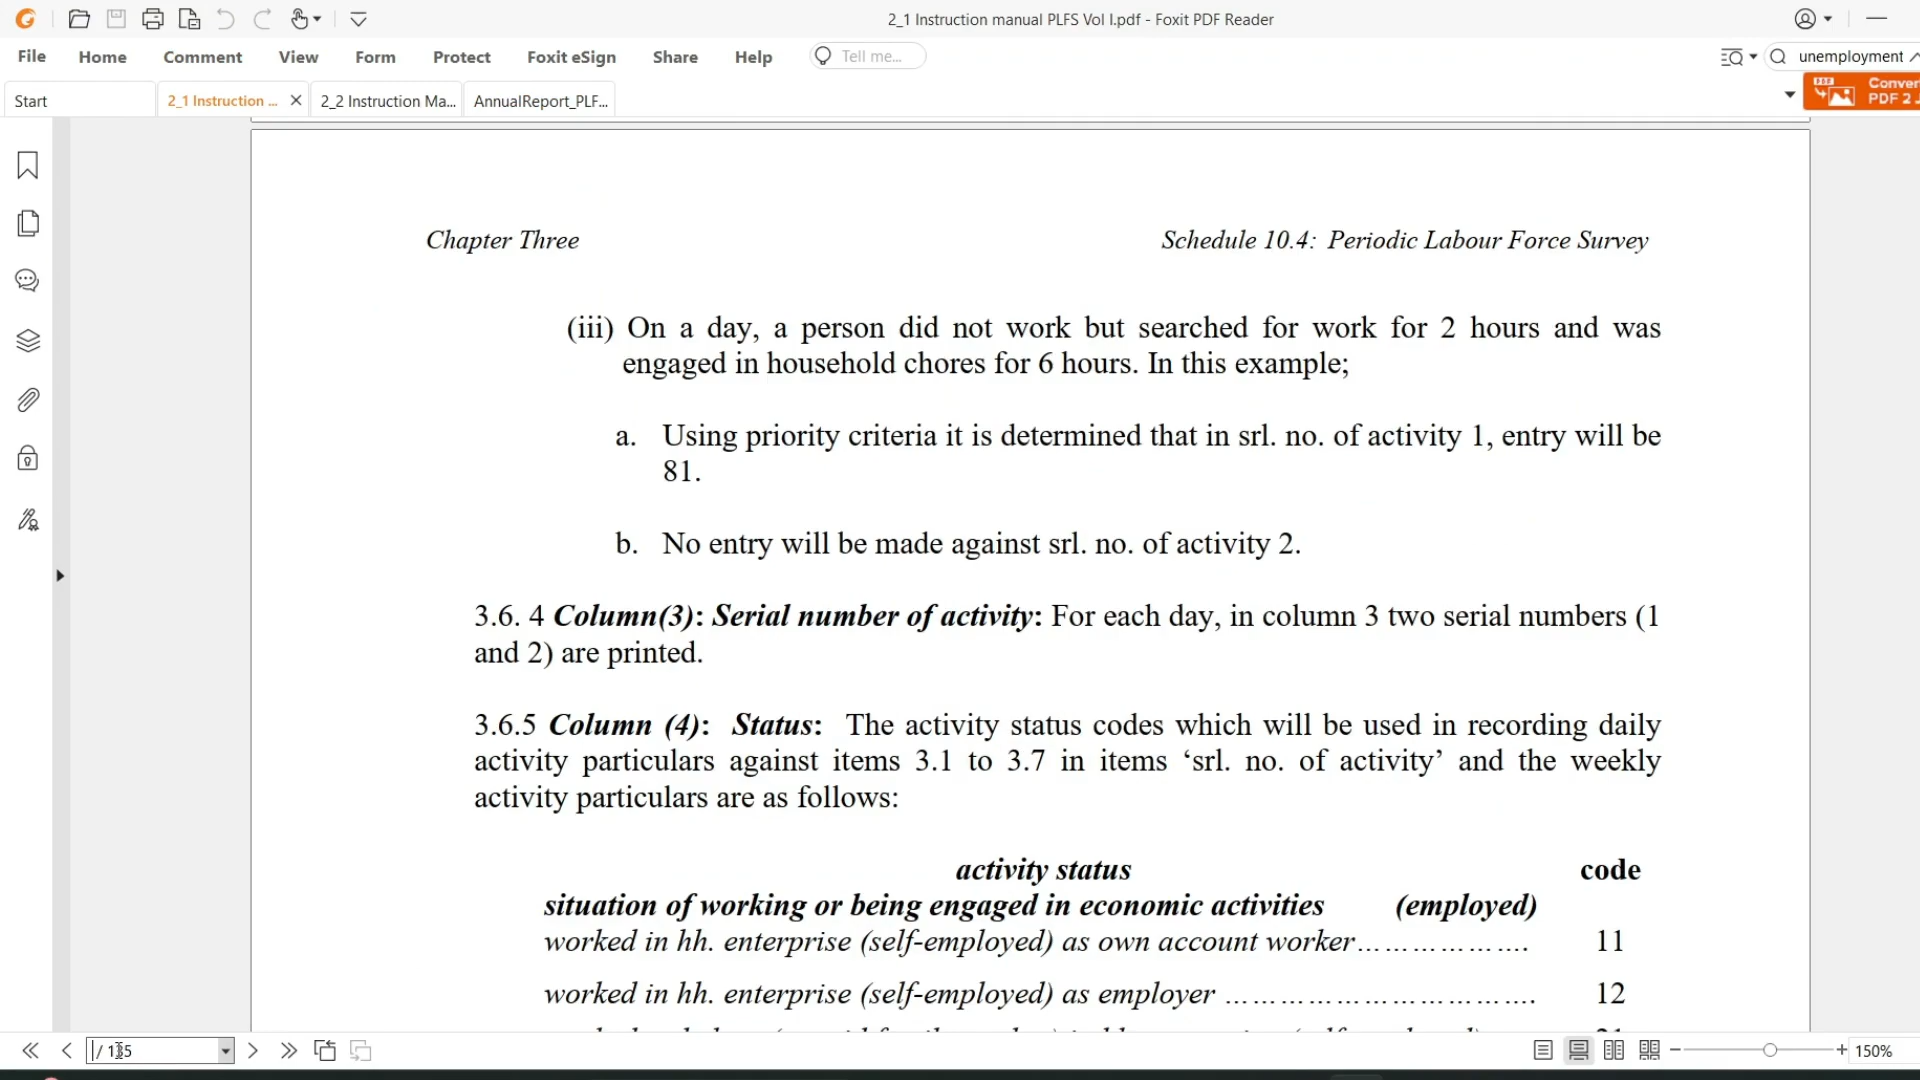 2_1 Instruction manual PLFS Vol I.pdf - Foxit PDF Reader
File Home Comment View Form Protect Foxit eSign Share Help Tell me... unemployment
Start 2_1 Instruction ... 2_2 Instruction Ma... AnnualReport_PLF...
Conver
PDF 2 J
Chapter Three Schedule 10.4: Periodic Labour Force Survey
(iii) On a day, a person did not work but searched for work for 2 hours and was
engaged in household chores for 6 hours. In this example;
a. Using priority criteria it is determined that in srl. no. of activity 1, entry will be
81.
b. No entry will be made against srl. no. of activity 2.
3.6. 4 Column(3): Serial number of activity: For each day, in column 3 two serial numbers (1
and 2) are printed.
3.6.5 Column (4): Status: The activity status codes which will be used in recording daily
activity particulars against items 3.1 to 3.7 in items ‘srl. no. of activity’ and the weekly
activity particulars are as follows:
activity status code
situation of working or being engaged in economic activities (employed)
worked in hh. enterprise (self-employed) as own account worker………………. 11
worked in hh. enterprise (self-employed) as employer …………………………. 12
/ 135 150%